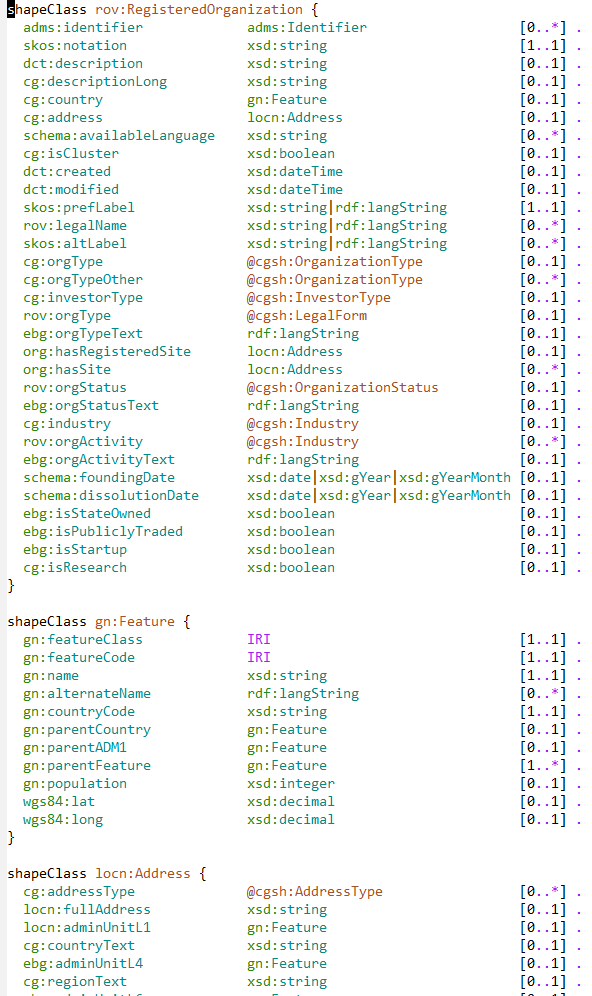 shapeClass rov:RegisteredOrganization {
  adms:identifier            adms:Identifier                  [0..*] .
  skos:notation              xsd:string                       [1..1] .
  dct:description            xsd:string                       [0..1] .
  cg:descriptionLong         xsd:string                       [0..1] .
  cg:country                 gn:Feature                       [0..1] .
  cg:address                 locn:Address                     [0..1] .
  schema:availableLanguage   xsd:string                       [0..*] .
  cg:isCluster               xsd:boolean                      [0..1] .
  dct:created                xsd:dateTime                     [0..1] .
  dct:modified               xsd:dateTime                     [0..1] .
  skos:prefLabel             xsd:string|rdf:langString        [1..1] .
  rov:legalName              xsd:string|rdf:langString        [0..*] .
  skos:altLabel              xsd:string|rdf:langString        [0..*] .
  cg:orgType                 @cgsh:OrganizationType           [0..1] .
  cg:orgTypeOther            @cgsh:OrganizationType           [0..*] .
  cg:investorType            @cgsh:InvestorType               [0..1] .
  rov:orgType                @cgsh:LegalForm                  [0..1] .
  ebg:orgTypeText            rdf:langString                   [0..1] .
  org:hasRegisteredSite      locn:Address                     [0..1] .
  org:hasSite                locn:Address                     [0..*] .
  rov:orgStatus              @cgsh:OrganizationStatus         [0..1] .
  ebg:orgStatusText          rdf:langString                   [0..1] .
  cg:industry                @cgsh:Industry                   [0..1] .
  rov:orgActivity            @cgsh:Industry                   [0..*] .
  ebg:orgActivityText        rdf:langString                   [0..1] .
  schema:foundingDate        xsd:date|xsd:gYear|xsd:gYearMonth [0..1] .
  schema:dissolutionDate     xsd:date|xsd:gYear|xsd:gYearMonth [0..1] .
  ebg:isStateOwned           xsd:boolean                      [0..1] .
  ebg:isPubliclyTraded       xsd:boolean                      [0..1] .
  ebg:isStartup              xsd:boolean                      [0..1] .
  cg:isResearch              xsd:boolean                      [0..1] .
}
shapeClass gn:Feature {
  gn:featureClass            IRI                              [1..1] .
  gn:featureCode             IRI                              [1..1] .
  gn:name                    xsd:string                       [1..1] .
  gn:alternateName           rdf:langString                   [0..*] .
  gn:countryCode             xsd:string                       [1..1] .
  gn:parentCountry           gn:Feature                       [0..1] .
  gn:parentADM1              gn:Feature                       [0..1] .
  gn:parentFeature           gn:Feature                       [1..*] .
  gn:population              xsd:integer                      [0..1] .
  wgs84:lat                  xsd:decimal                      [0..1] .
  wgs84:long                 xsd:decimal                      [0..1] .
}
shapeClass locn:Address {
  cg:addressType             @cgsh:AddressType                [0..*] .
  locn:fullAddress           xsd:string                       [0..1] .
  locn:adminUnitL1           gn:Feature                       [0..1] .
  cg:countryText             xsd:string                       [0..1] .
  ebg:adminUnitL4            gn:Feature                       [0..1] .
  cg:regionText              xsd:string                       [0..1] .